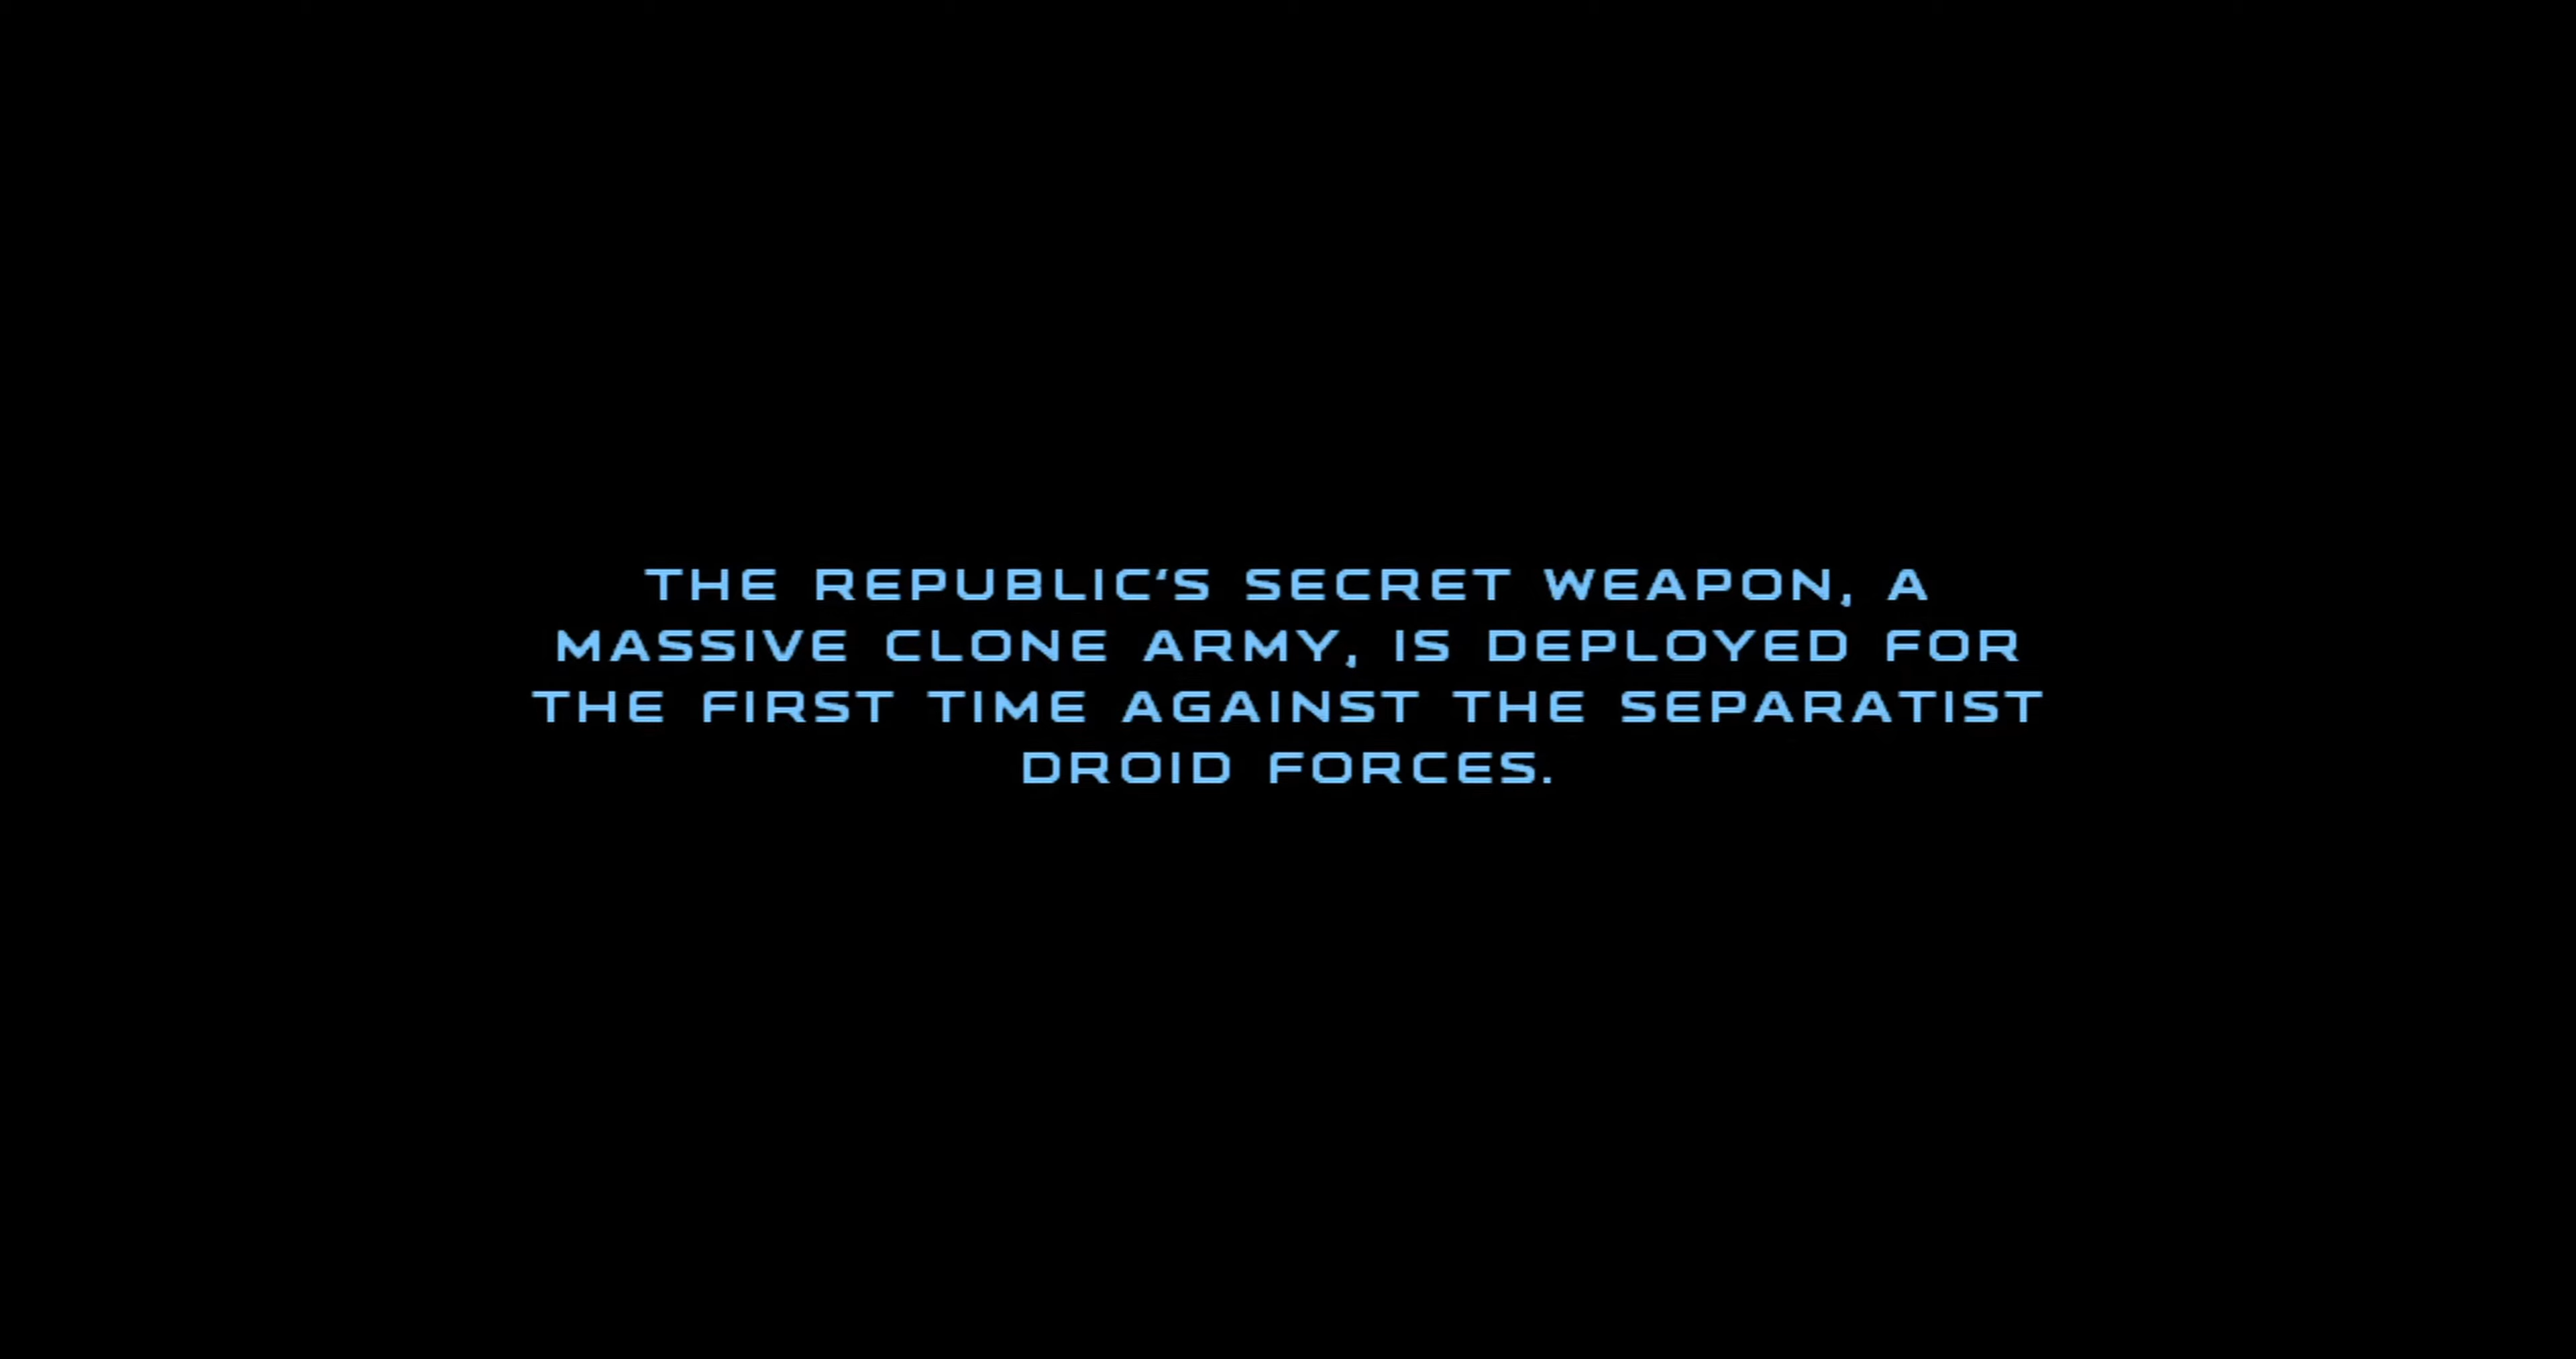 THE REPUBLIC‘S SECRET WEAPON, A
MASSIVE CLONE ARMY, IS DEPLOYED FOR
THE FIRST TIME AGAINST THE SEPARATIST
DROID FORCES.